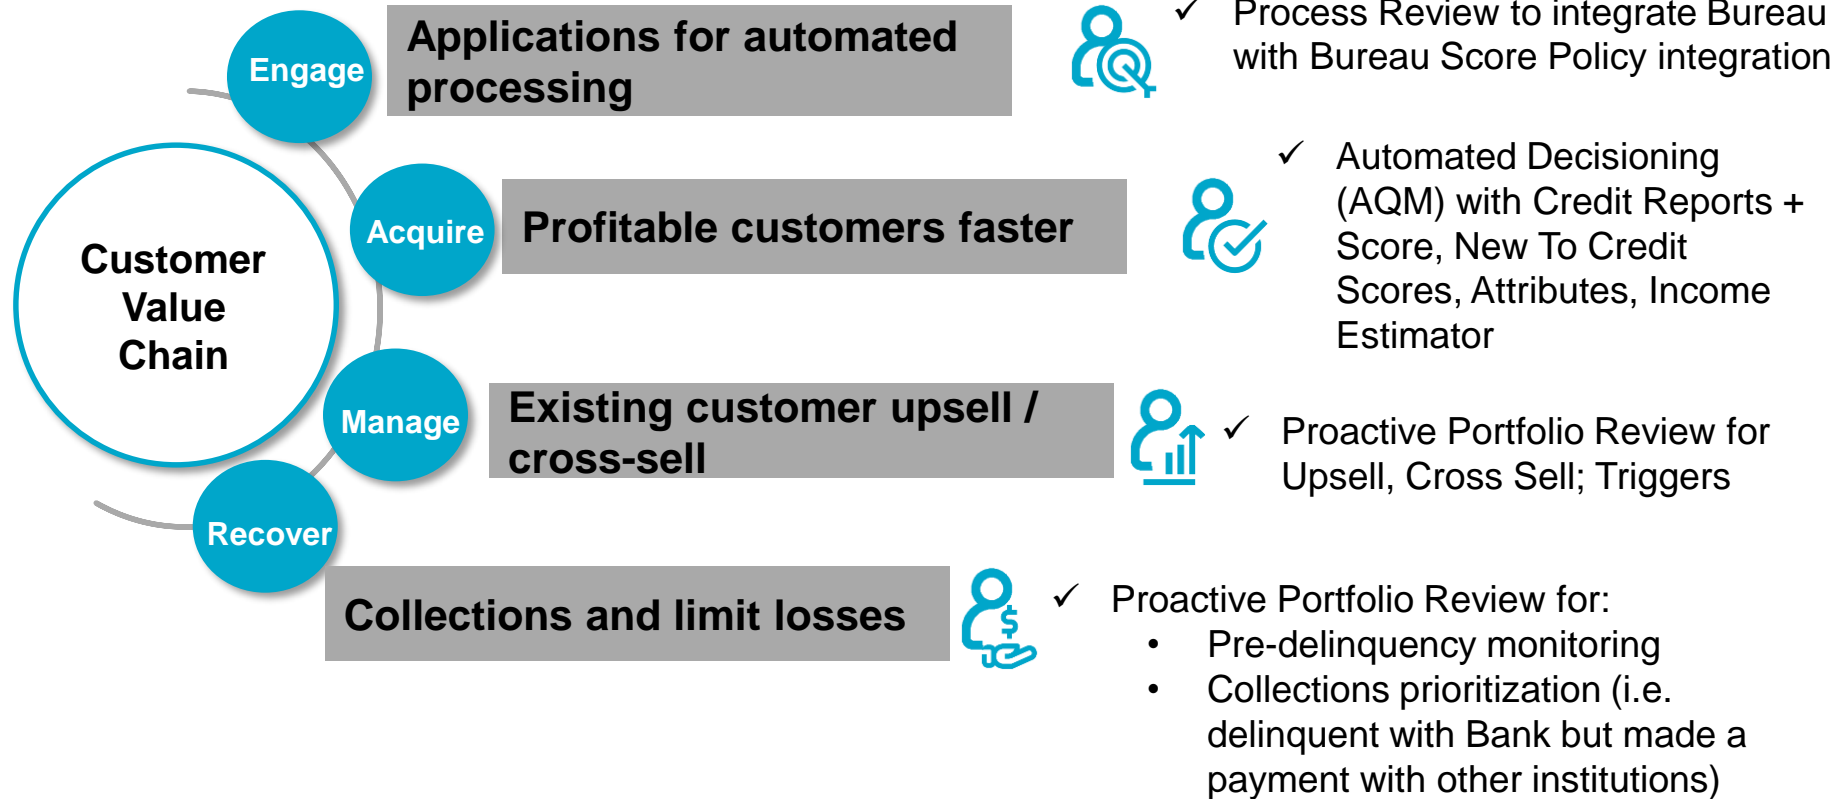 Customer
Value
Chain
Engage
Applications for automated
processing
✓ Process Review to integrate Bureau
with Bureau Score Policy integration
Acquire
Profitable customers faster
✓ Automated Decisioning
(AQM) with Credit Reports +
Score, New To Credit
Scores, Attributes, Income
Estimator
Manage
Existing customer upsell /
cross-sell
✓ Proactive Portfolio Review for
Upsell, Cross Sell; Triggers
Recover
Collections and limit losses
$
✓ Proactive Portfolio Review for:
• Pre-delinquency monitoring
• Collections prioritization (i.e.
delinquent with Bank but made a
payment with other institutions)